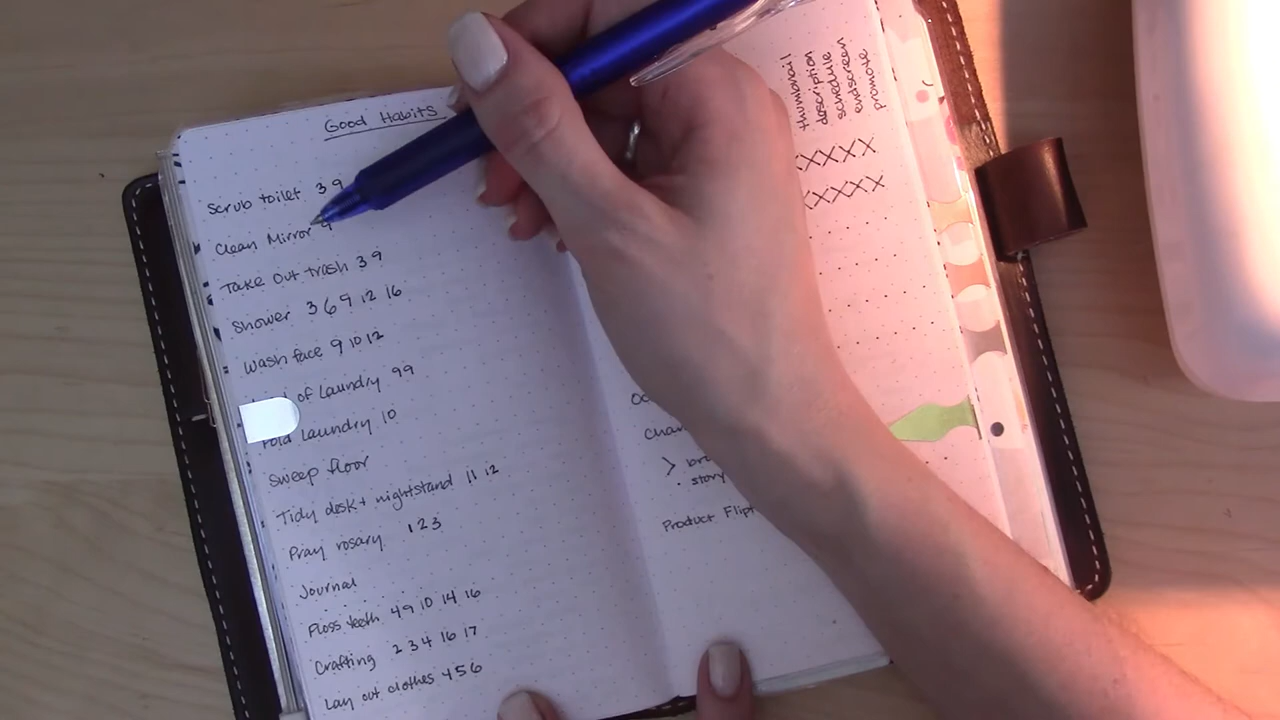 Good Habits
Scrub toilet 3 9
Clean Mirror 9
Take out trash 3 9
Shower 3 6 9 12 16
Wash face 9 10 12
of Laundry 9 9
Fold Laundry 10
Sweep floor
Tidy desk + nightstand 11 12
Pray rosary 1 2 3
Journal
Floss teeth 4 9 10 14 16
Crafting 2 3 4 16 17
Lay out clothes 4 5 6
thumbnail
description
schedule
endscreen
promote
XXXXX
XXXXX
story
Product